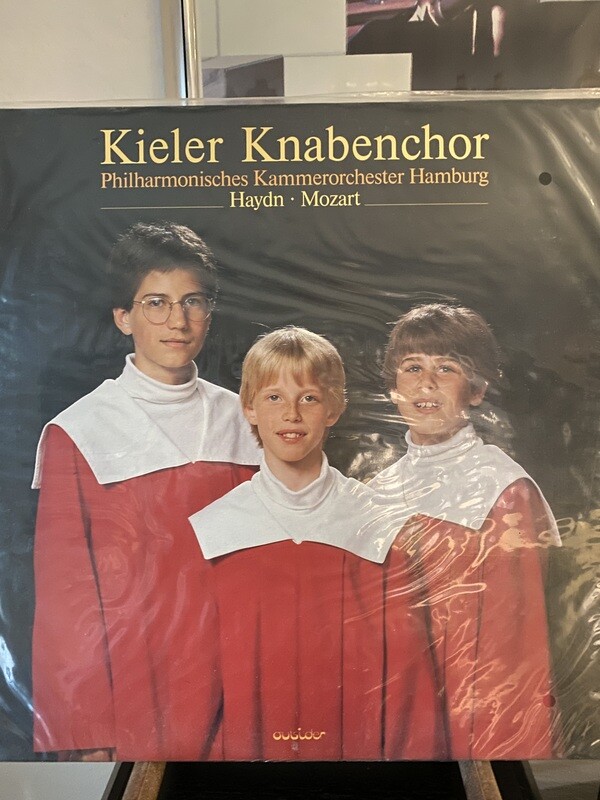 Kieler Knabenchor
Philharmonisches Kammerorchester Hamburg
Haydn · Mozart